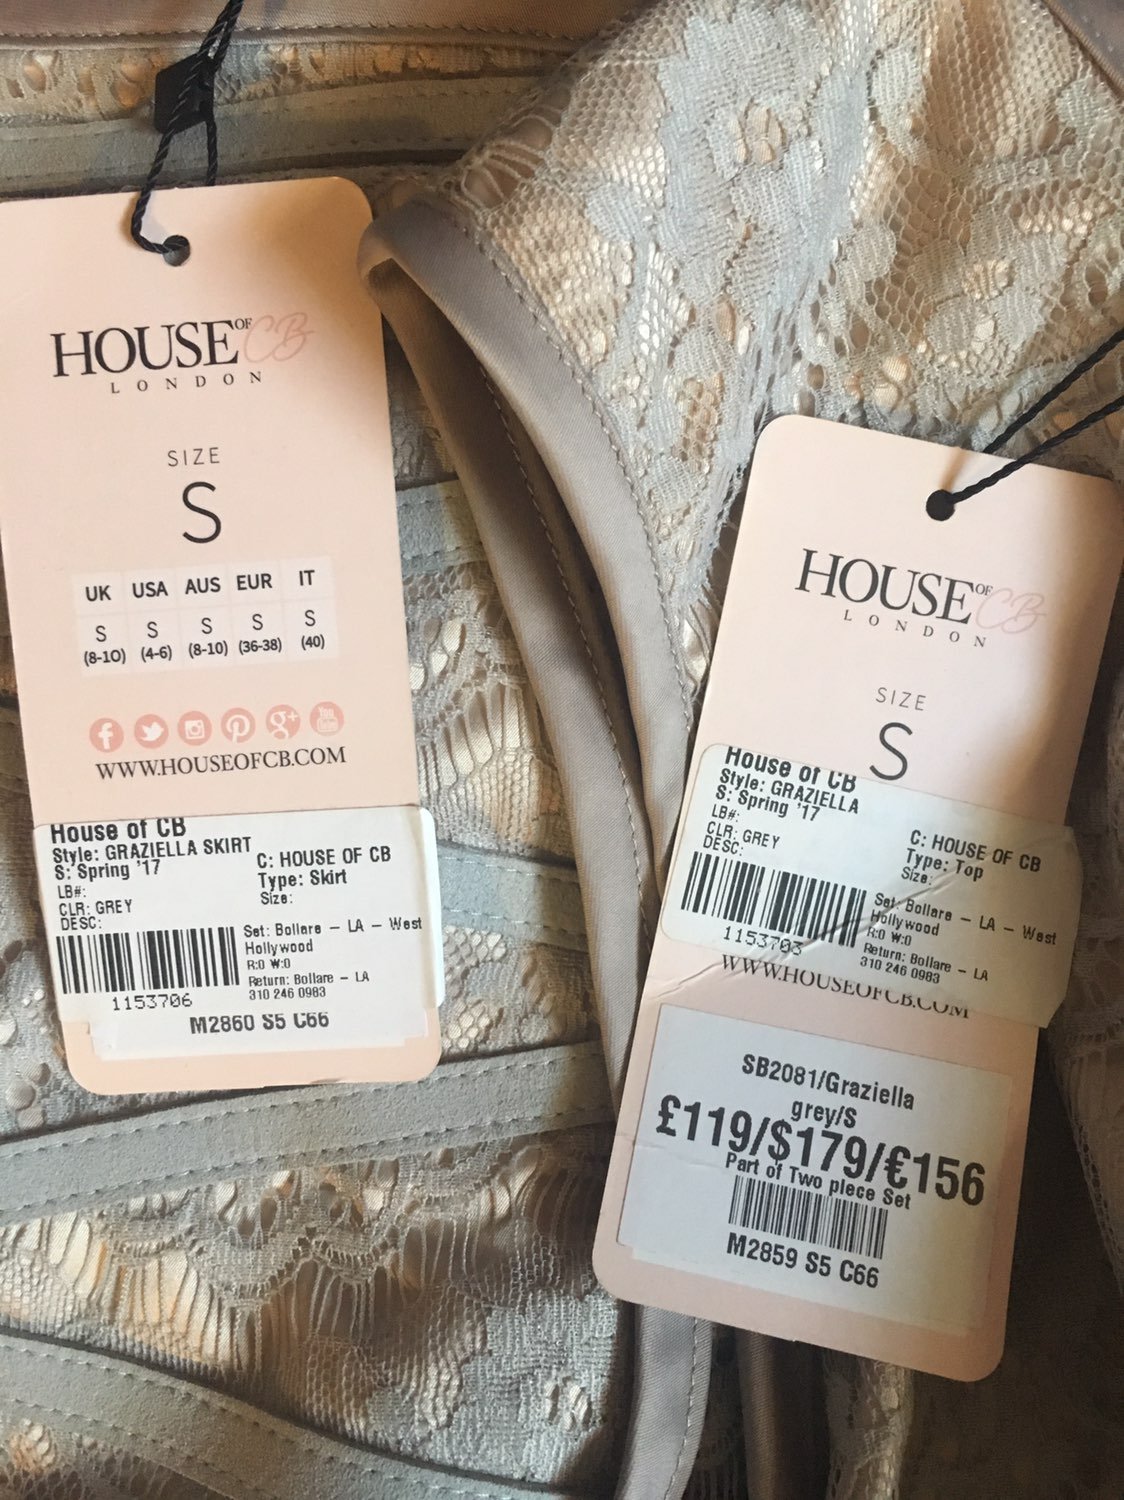 HOUSE OF CB
LONDON
SIZE
S
UK USA AUS EUR IT
S S S S S
(8-10) (4-6) (8-10) (36-38) (40)
f g+ You Tube
WWW.HOUSEOFCB.COM
House of CB
Style: GRAZIELLA SKIRT
S: Spring '17
C: HOUSE OF CB
LB#:
Type: Skirt
CLR: GREY
Size:
DESC:
Set: Bollare - LA - West
Hollywood
R:0 W:0
Return: Bollare - LA
310 246 0983
1153706
M2860 S5 C66
HOUSE OF CB
LONDON
SIZE
S
House of CB
Style: GRAZIELLA
S: Spring '17
LB#:
C: HOUSE OF CB
CLR: GREY
Type: Top
DESC:
Size:
Set: Bollare - LA - West
Hollywood
R:0 W:0
Return: Bollare - LA
310 246 0983
1153703
WWW.HOUSEOFCB.COM
SB2081/Graziella
grey/S
£119/$179/€156
Part of Two piece Set
M2859 S5 C66